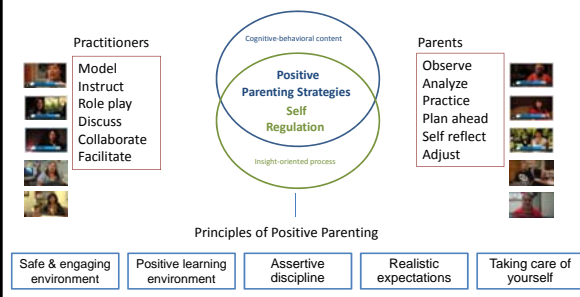 Practitioners
Model
Instruct
Role play
Discuss
Collaborate
Facilitate
Cognitive-behavioral content
Positive
Parenting Strategies
Self
Regulation
Insight-oriented process
Parents
Observe
Analyze
Practice
Plan ahead
Self reflect
Adjust
Principles of Positive Parenting
Safe & engaging
environment
Positive learning
environment
Assertive
discipline
Realistic
expectations
Taking care of
yourself